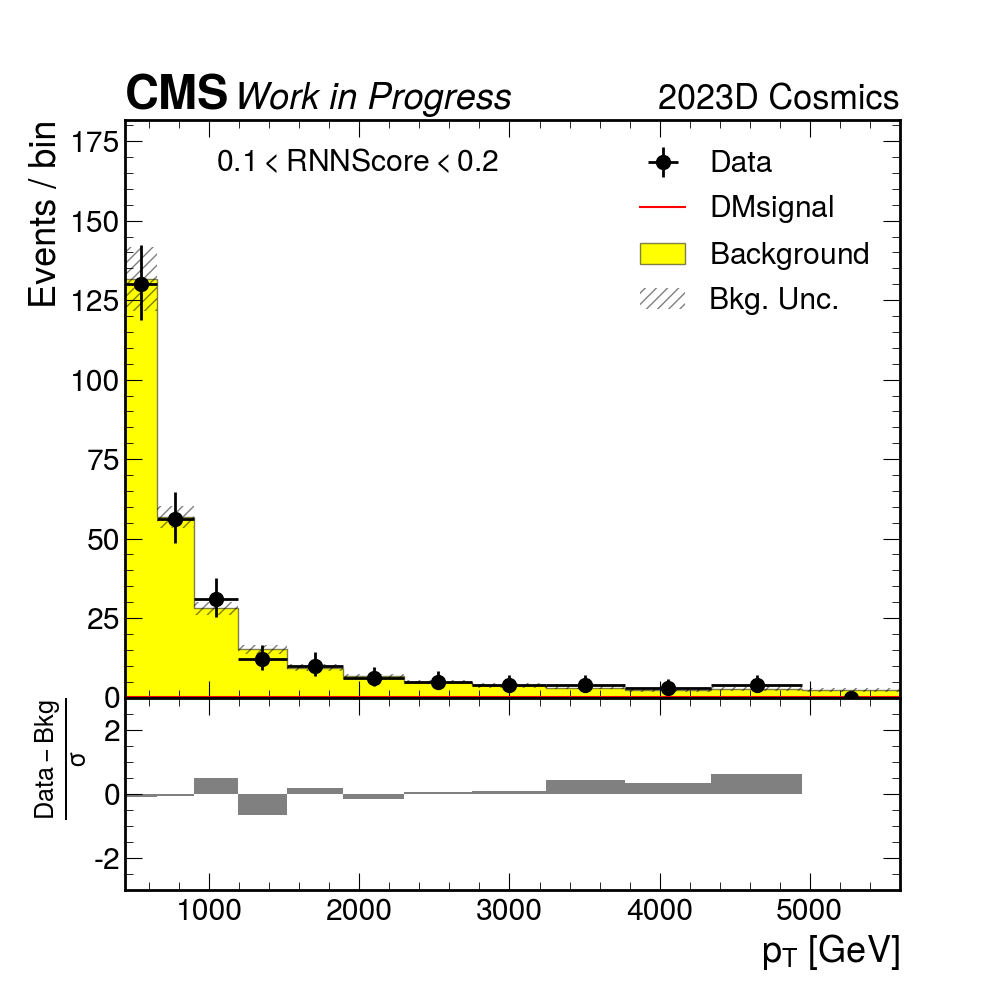 CMS Work in Progress 2023D Cosmics
Events / bin
175
150
125
100
75
50
25
0
0.1 < RNNScore < 0.2
Data
DMsignal
Background
Bkg. Unc.
Data − Bkg
σ
2
0
-2
1000 2000 3000 4000 5000
pT [GeV]